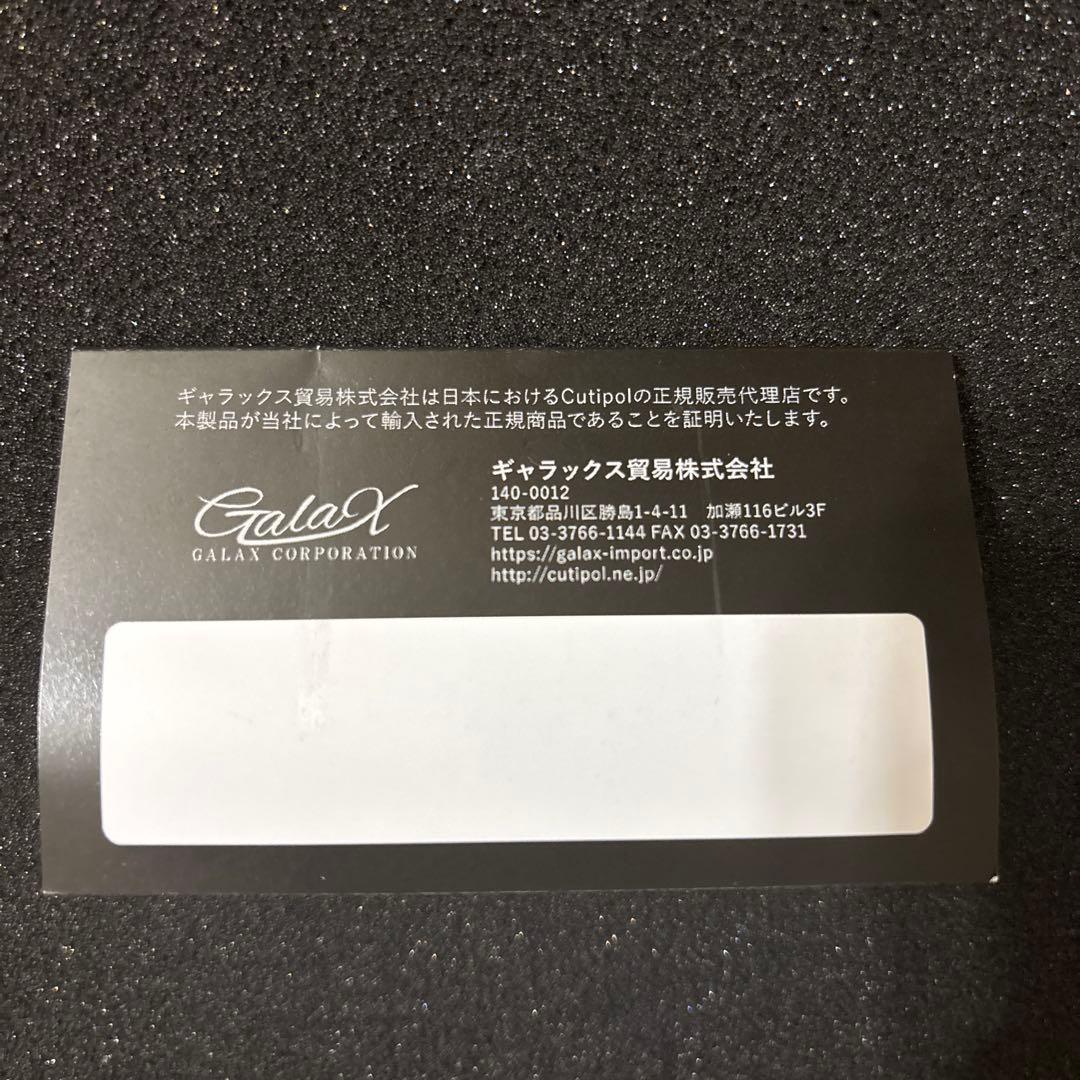 ギャラックス貿易株式会社は日本におけるCutipolの正規販売代理店です。
本製品が当社によって輸入された正規商品であることを証明いたします。
GalaX
GALAX CORPORATION
ギャラックス貿易株式会社
140-0012
東京都品川区勝島1-4-11　加瀬116ビル3F
TEL 03-3766-1144 FAX 03-3766-1731
https://galax-import.co.jp
http://cutipol.ne.jp/